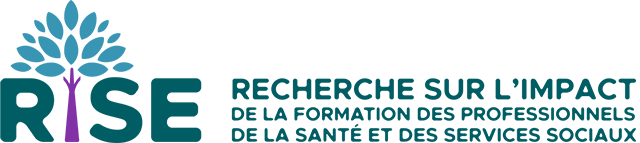 RISE
RECHERCHE SUR L'IMPACT
DE LA FORMATION DES PROFESSIONNELS
DE LA SANTÉ ET DES SERVICES SOCIAUX